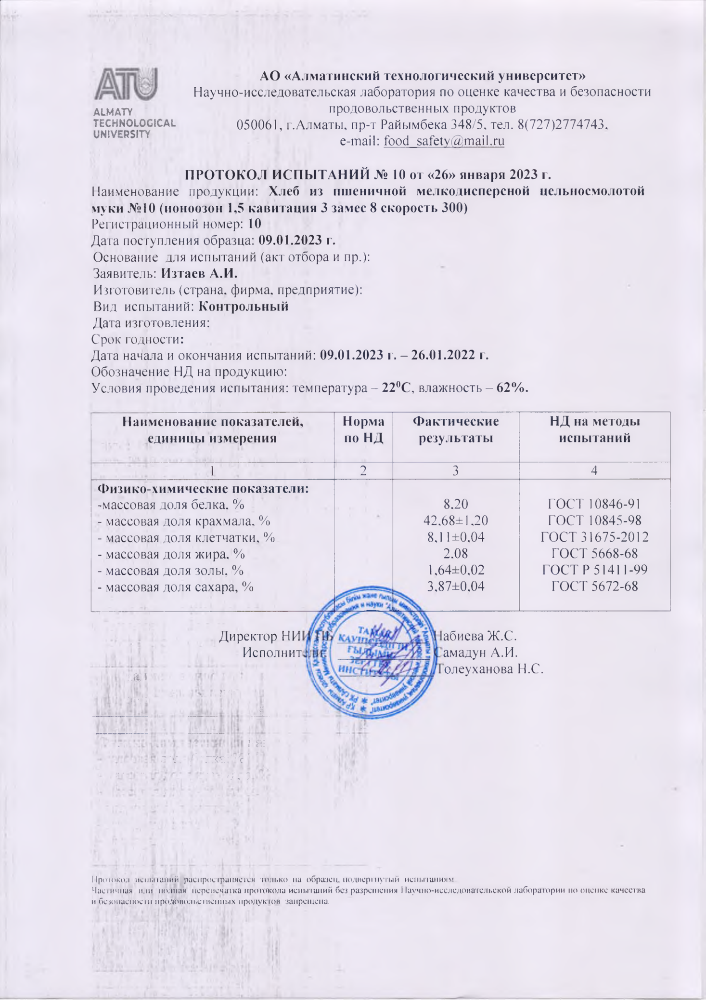 ATU
ALMATY
TECHNOLOGICAL
UNIVERSITY
АО «Алматинский технологический университет»
Научно-исследовательская лаборатория по оценке качества и безопасности
продовольственных продуктов
050061, г.Алматы, пр-т Райымбека 348/5, тел. 8(727)2774743,
e-mail: food_safety@mail.ru
ПРОТОКОЛ ИСПЫТАНИЙ № 10 от «26» января 2023 г.
Наименование продукции: Хлеб из пшеничной мелкодисперсной цельносмолотой
муки №10 (ионоозон 1,5 кавитация 3 замес 8 скорость 300)
Регистрационный номер: 10
Дата поступления образца: 09.01.2023 г.
Основание для испытаний (акт отбора и пр.):
Заявитель: Изтаев А.И.
Изготовитель (страна, фирма, предприятие):
Вид испытаний: Контрольный
Дата изготовления:
Срок годности:
Дата начала и окончания испытаний: 09.01.2023 г. – 26.01.2022 г.
Обозначение НД на продукцию:
Условия проведения испытания: температура – 22⁰С, влажность – 62%.
Наименование показателей, единицы измерения | Норма по НД | Фактические результаты | НД на методы испытаний
1 2 3 4
Физико-химические показатели:
-массовая доля белка, % 8,20 ГОСТ 10846-91
- массовая доля крахмала, % 42,68±1,20 ГОСТ 10845-98
- массовая доля клетчатки, % 8,11±0,04 ГОСТ 31675-2012
- массовая доля жира, % 2,08 ГОСТ 5668-68
- массовая доля золы, % 1,64±0,02 ГОСТ Р 51411-99
- массовая доля сахара, % 3,87±0,04 ГОСТ 5672-68
Директор НИИ ПБ Набиева Ж.С.
Исполнители Самадун А.И.
Толеуханова Н.С.
Протокол испытаний распространяется только на образец, подвергнутый испытаниям
Частичная или полная перепечатка протокола испытаний без разрешения Научно-исследовательской лаборатории по оценке качества
и безопасности продовольственных продуктов запрещена.